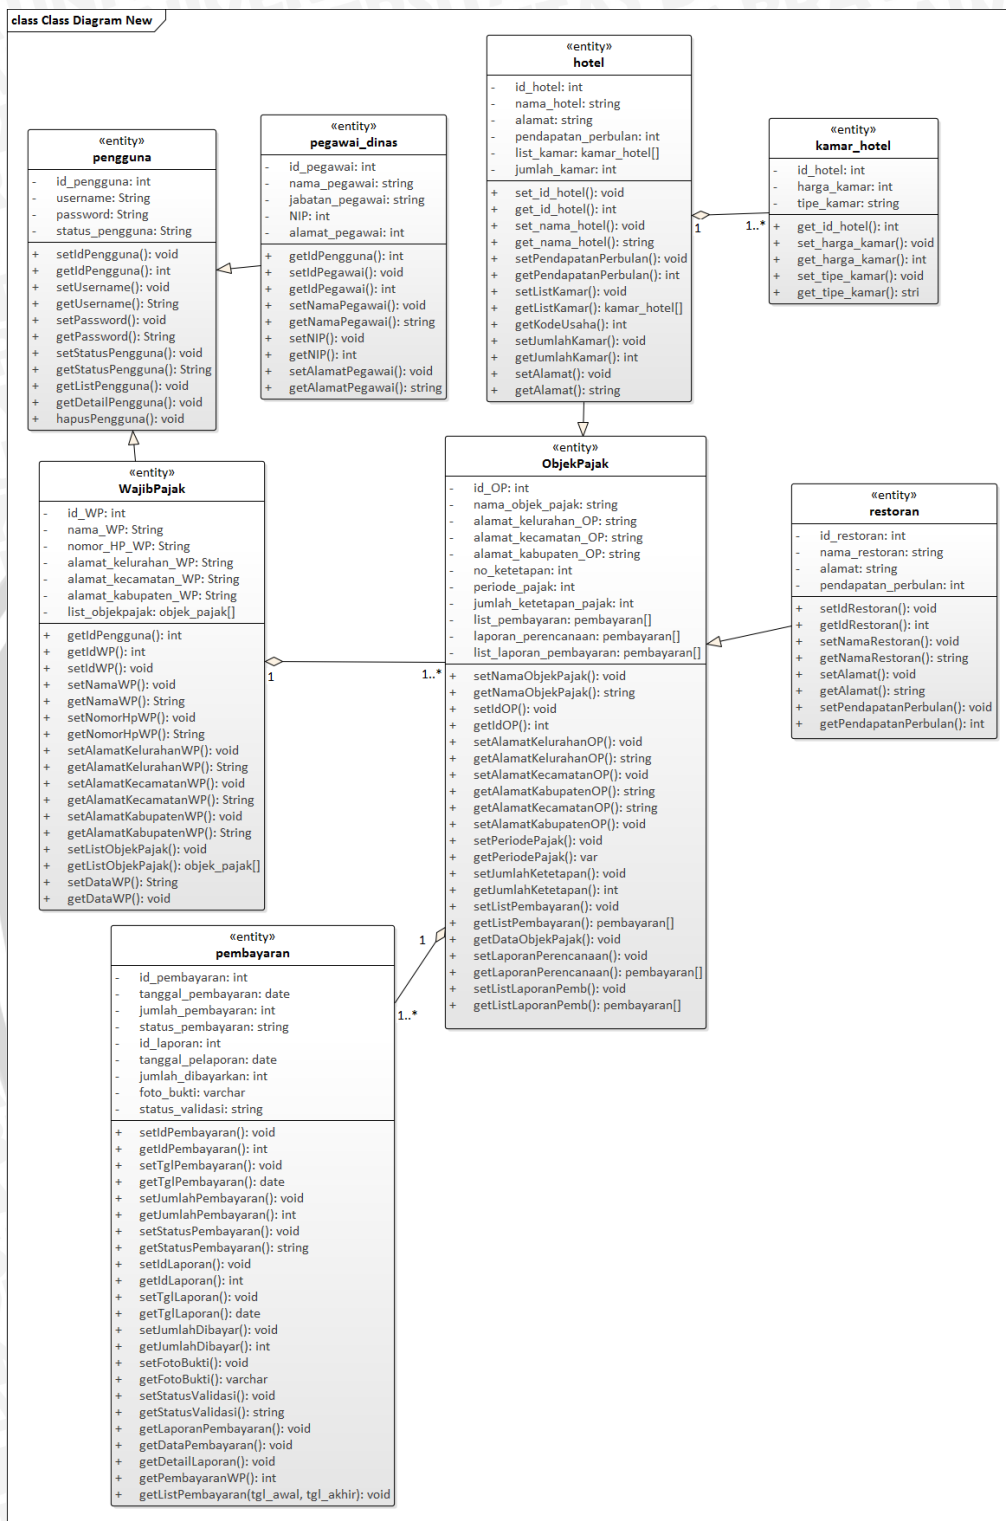 class Class Diagram New
«entity»
hotel
- id_hotel: int
- nama_hotel: string
- alamat: string
- pendapatan_perbulan: int
- list_kamar: kamar_hotel[]
- jumlah_kamar: int
+ set_id_hotel(): void
+ get_id_hotel(): int
+ set_nama_hotel(): void
+ get_nama_hotel(): string
+ setPendapatanPerbulan(): void
+ getPendapatanPerbulan(): int
+ setListKamar(): void
+ getListKamar(): kamar_hotel[]
+ getKodeUsaha(): int
+ setJumlahKamar(): void
+ getJumlahKamar(): int
+ setAlamat(): void
+ getAlamat(): string
1
1..*
«entity»
kamar_hotel
- id_hotel: int
- harga_kamar: int
- tipe_kamar: string
+ get_id_hotel(): int
+ set_harga_kamar(): void
+ get_harga_kamar(): int
+ set_tipe_kamar(): void
+ get_tipe_kamar(): stri
«entity»
pengguna
- id_pengguna: int
- username: String
- password: String
- status_pengguna: String
+ setIdPengguna(): void
+ getIdPengguna(): int
+ setUsername(): void
+ getUsername(): String
+ setPassword(): void
+ getPassword(): String
+ setStatusPengguna(): void
+ getStatusPengguna(): String
+ getListPengguna(): void
+ getDetailPengguna(): void
+ hapusPengguna(): void
«entity»
pegawai_dinas
- id_pegawai: int
- nama_pegawai: string
- jabatan_pegawai: string
- NIP: int
- alamat_pegawai: int
+ getIdPengguna(): int
+ setIdPegawai(): void
+ getIdPegawai(): int
+ setNamaPegawai(): void
+ getNamaPegawai(): string
+ setNIP(): void
+ getNIP(): int
+ setAlamatPegawai(): void
+ getAlamatPegawai(): string
«entity»
WajibPajak
- id_WP: int
- nama_WP: String
- nomor_HP_WP: String
- alamat_kelurahan_WP: String
- alamat_kecamatan_WP: String
- alamat_kabupaten_WP: String
- list_objekpajak: objek_pajak[]
+ getIdPengguna(): int
+ getIdWP(): int
+ setIdWP(): void
+ setNamaWP(): void
+ getNamaWP(): String
+ setNomorHpWP(): void
+ getNomorHpWP(): String
+ setAlamatKelurahanWP(): void
+ getAlamatKelurahanWP(): String
+ setAlamatKecamatanWP(): void
+ getAlamatKecamatanWP(): String
+ setAlamatKabupatenWP(): void
+ getAlamatKabupatenWP(): String
+ setListObjekPajak(): void
+ getListObjekPajak(): objek_pajak[]
+ setDataWP(): String
+ getDataWP(): void
1
1..*
«entity»
ObjekPajak
- id_OP: int
- nama_objek_pajak: string
- alamat_kelurahan_OP: string
- alamat_kecamatan_OP: string
- alamat_kabupaten_OP: string
- no_ketetapan: int
- periode_pajak: int
- jumlah_ketetapan_pajak: int
- list_pembayaran: pembayaran[]
- laporan_perencanaan: pembayaran[]
- list_laporan_pembayaran: pembayaran[]
+ setNamaObjekPajak(): void
+ getNamaObjekPajak(): string
+ setIdOP(): void
+ getIdOP(): int
+ setAlamatKelurahanOP(): void
+ getAlamatKelurahanOP(): string
+ setAlamatKecamatanOP(): void
+ getAlamatKabupatenOP(): string
+ getAlamatKecamatanOP(): string
+ setAlamatKabupatenOP(): void
+ setPeriodePajak(): void
+ getPeriodePajak(): var
+ setJumlahKetetapan(): void
+ getJumlahKetetapan(): int
+ setListPembayaran(): void
+ getListPembayaran(): pembayaran[]
+ getDataObjekPajak(): void
+ setLaporanPerencanaan(): void
+ getLaporanPerencanaan(): pembayaran[]
+ setListLaporanPemb(): void
+ getListLaporanPemb(): pembayaran[]
«entity»
restoran
- id_restoran: int
- nama_restoran: string
- alamat: string
- pendapatan_perbulan: int
+ setIdRestoran(): void
+ getIdRestoran(): int
+ setNamaRestoran(): void
+ getNamaRestoran(): string
+ setAlamat(): void
+ getAlamat(): string
+ setPendapatanPerbulan(): void
+ getPendapatanPerbulan(): int
1
1..*
«entity»
pembayaran
- id_pembayaran: int
- tanggal_pembayaran: date
- jumlah_pembayaran: int
- status_pembayaran: string
- id_laporan: int
- tanggal_pelaporan: date
- jumlah_dibayarkan: int
- foto_bukti: varchar
- status_validasi: string
+ setIdPembayaran(): void
+ getIdPembayaran(): int
+ setTglPembayaran(): void
+ getTglPembayaran(): date
+ setJumlahPembayaran(): void
+ getJumlahPembayaran(): int
+ setStatusPembayaran(): void
+ getStatusPembayaran(): string
+ setIdLaporan(): void
+ getIdLaporan(): int
+ setTglLaporan(): void
+ getTglLaporan(): date
+ setJumlahDibayar(): void
+ getJumlahDibayar(): int
+ setFotoBukti(): void
+ getFotoBukti(): varchar
+ setStatusValidasi(): void
+ getStatusValidasi(): string
+ getLaporanPembayaran(): void
+ getDataPembayaran(): void
+ getDetailLaporan(): void
+ getPembayaranWP(): int
+ getListPembayaran(tgl_awal, tgl_akhir): void